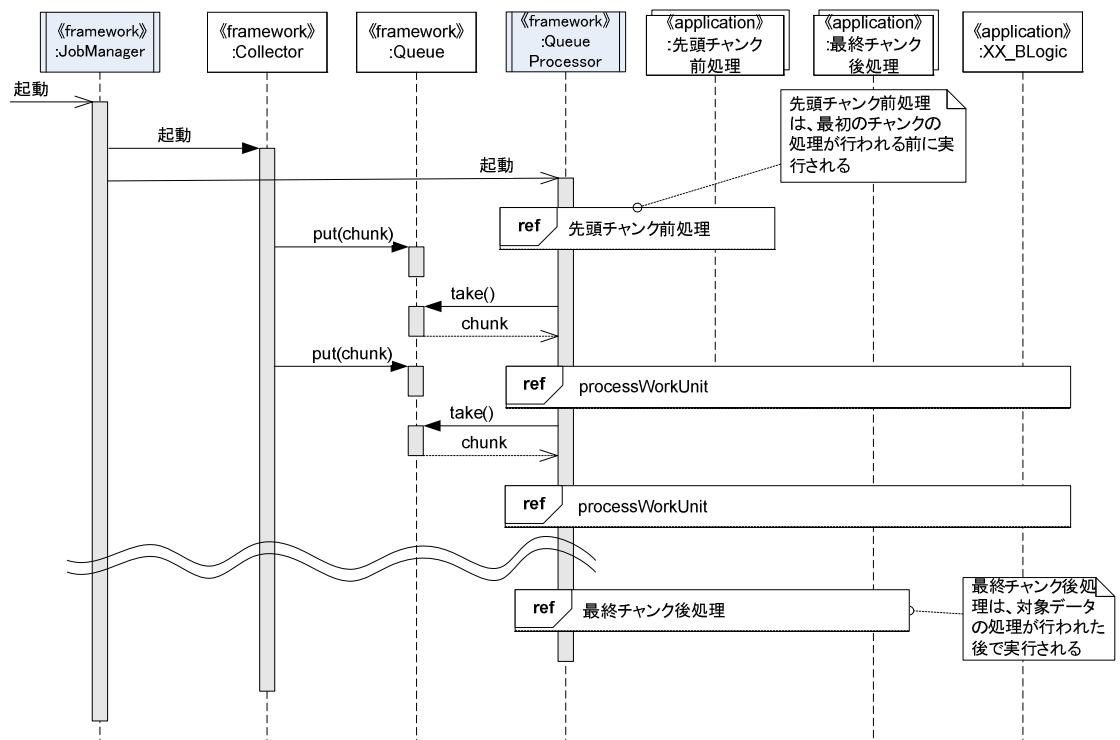 《framework》
:JobManager
《framework》
:Collector
《framework》
:Queue
《framework》
:Queue
Processor
《application》
:先頭チャンク
前処理
《application》
:最終チャンク
後処理
《application》
:XX_BLogic
起動
先頭チャンク前処理
は、最初のチャンクの
処理が行われる前に実
行される
起動
起動
ref 先頭チャンク前処理
put(chunk)
take()
chunk
put(chunk)
ref processWorkUnit
take()
chunk
ref processWorkUnit
最終チャンク後処
理は、対象データ
の処理が行われた
後で実行される
ref 最終チャンク後処理